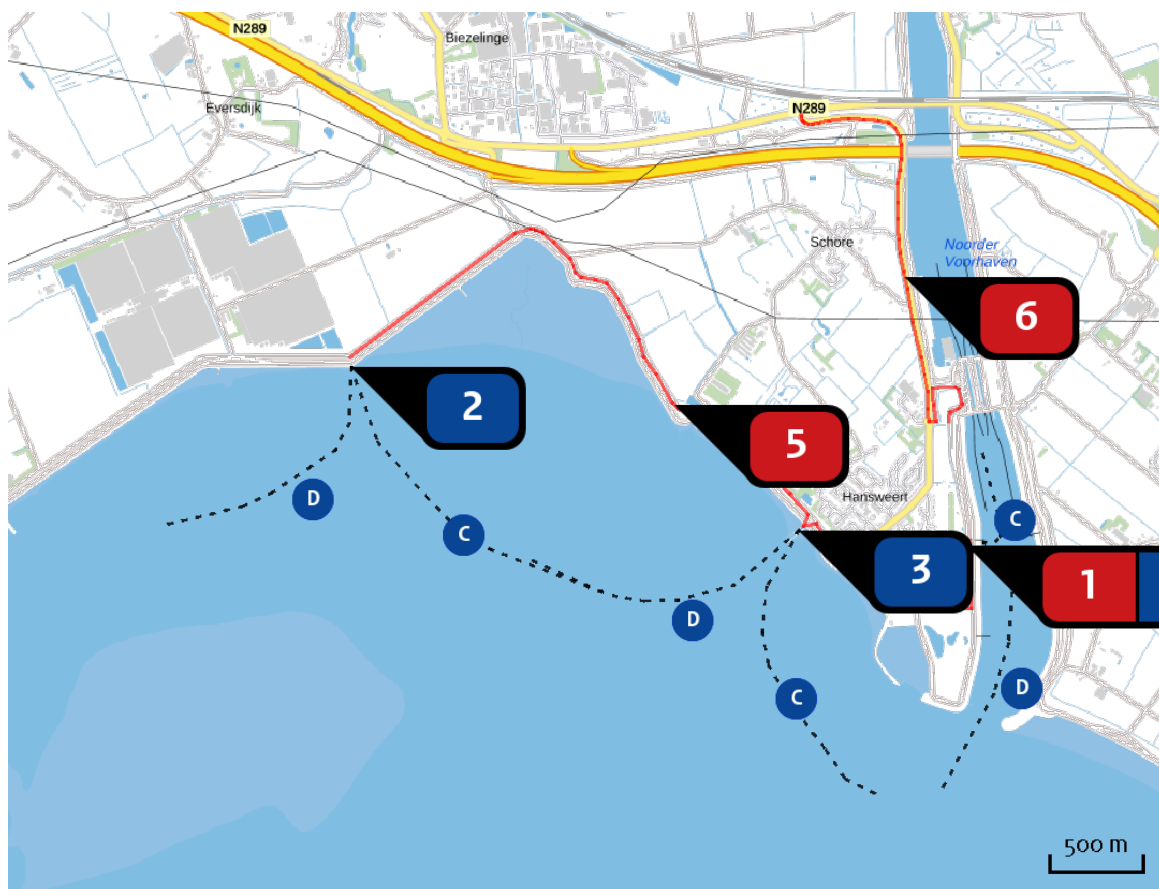 N289
Biezelinge
Eversdijk
N289
Schore
Noorder
Voorhaven
6
2
5
D
Hansweert
C
C
3
1
D
C
D
500 m